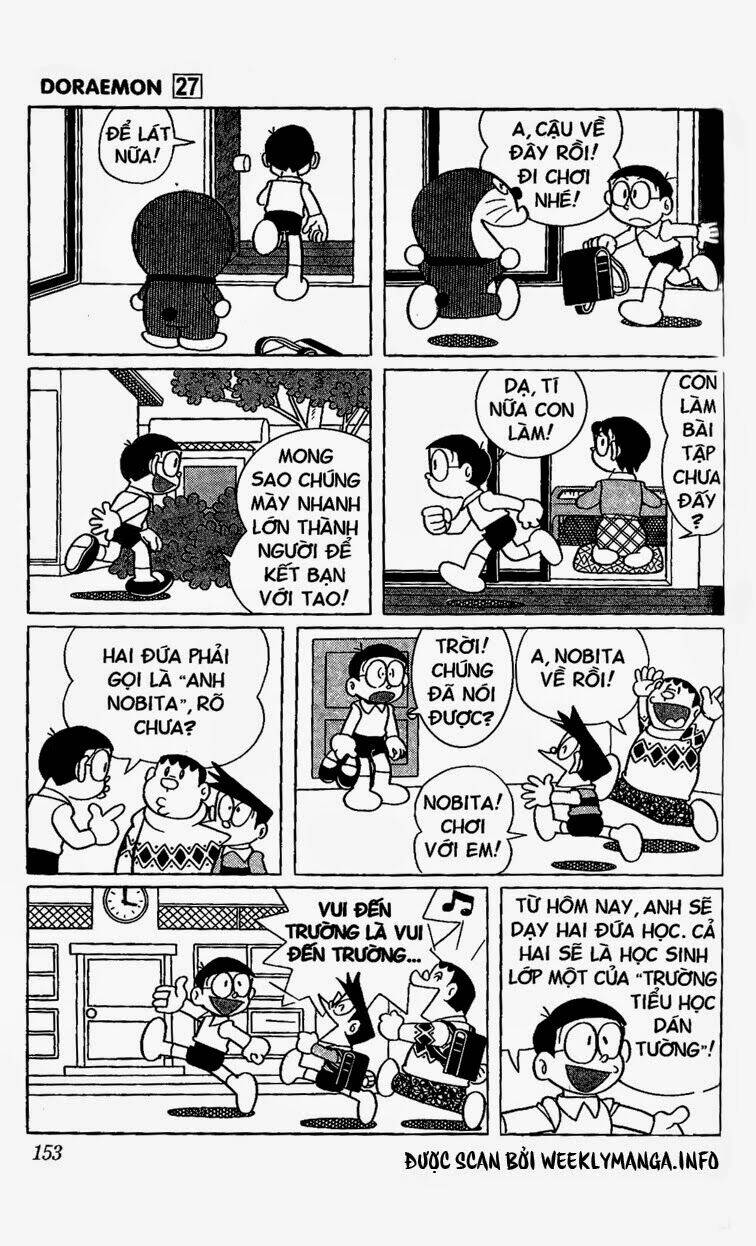 DORAEMON 27
A, CẬU VỀ
ĐÂY RỒI!
ĐI CHƠI
NHÉ!
ĐỂ LÁT
NỮA!
CON
LÀM
BÀI
TẬP
CHƯA
ĐẤY
?
DẠ, TÍ
NỮA CON
LÀM!
MONG
SAO CHÚNG
MÀY NHANH
LỚN THÀNH
NGƯỜI ĐỂ
KẾT BẠN
VỚI TAO!
A, NOBITA
VỀ RỒI!
NOBITA!
CHƠI
VỚI EM!
TRỜI!
CHÚNG
ĐÃ NÓI
ĐƯỢC?
HAI ĐỨA PHẢI
GỌI LÀ “ANH
NOBITA”, RÕ
CHƯA?
TỪ HÔM NAY, ANH SẼ
DẠY HAI ĐỨA HỌC. CẢ
HAI SẼ LÀ HỌC SINH
LỚP MỘT CỦA “TRƯỜNG
TIỂU HỌC
DÁN
TƯỜNG”!
VUI ĐẾN
TRƯỜNG LÀ VUI
ĐẾN TRƯỜNG...
153
ĐƯỢC SCAN BỞI WEEKLYMANGA.INFO